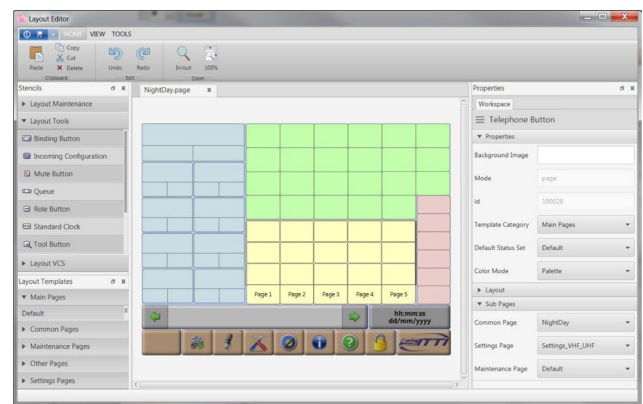 Layout Editor
HOME VIEW TOOLS
Paste
Copy
Cut
Delete
Clipboard
Undo
Redo
Edit
In/out
100%
Zoom
Stencils
Layout Maintenance
Layout Tools
Binding Button
Incoming Configuration
Mute Button
Queue
Role Button
Standard Clock
Tool Button
Layout VCS
Layout Templates
Main Pages
Default
Common Pages
Maintenance Pages
Other Pages
Settings Pages
NightDay.page
Page 1 Page 2 Page 3 Page 4 Page 5
hh:mm:ss
dd/mm/yyyy
SITTI
Properties
Workspace
Telephone Button
Properties
Background Image
Mode page
id 100028
Template Category Main Pages
Default Status Set Default
Color Mode Palette
Layout
Sub Pages
Common Page NightDay
Settings Page Settings_VHF_UHF
Maintenance Page Default